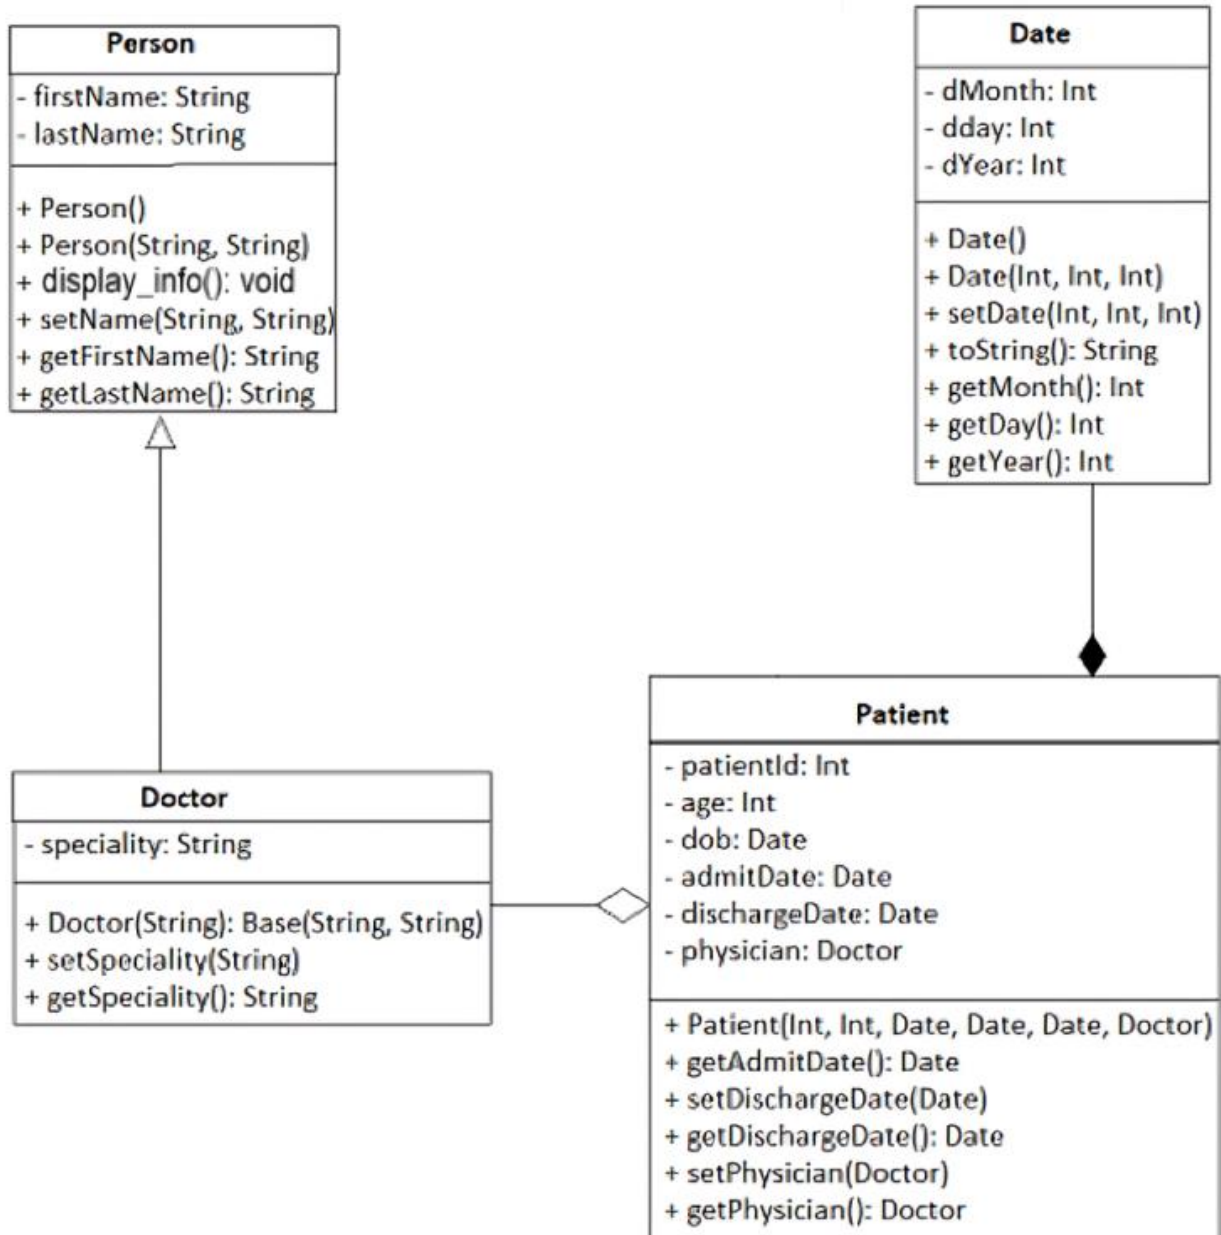 Person
- firstName: String
- lastName: String
+ Person()
+ Person(String, String)
+ display_info(): void
+ setName(String, String)
+ getFirstName(): String
+ getLastName(): String
Date
- dMonth: Int
- dday: Int
- dYear: Int
+ Date()
+ Date(Int, Int, Int)
+ setDate(Int, Int, Int)
+ toString(): String
+ getMonth(): Int
+ getDay(): Int
+ getYear(): Int
Doctor
- speciality: String
+ Doctor(String): Base(String, String)
+ setSpeciality(String)
+ getSpeciality(): String
Patient
- patientId: Int
- age: Int
- dob: Date
- admitDate: Date
- dischargeDate: Date
- physician: Doctor
+ Patient(Int, Int, Date, Date, Date, Doctor)
+ getAdmitDate(): Date
+ setDischargeDate(Date)
+ getDischargeDate(): Date
+ setPhysician(Doctor)
+ getPhysician(): Doctor